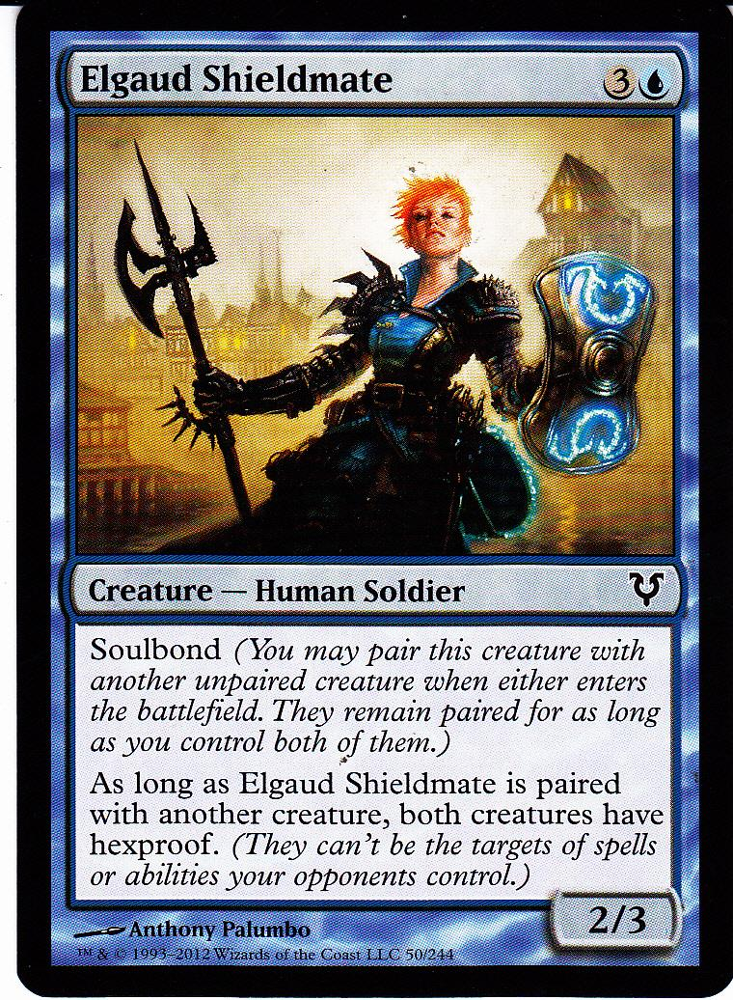 Elgaud Shieldmate 3
Creature — Human Soldier
Soulbond (You may pair this creature with
another unpaired creature when either enters
the battlefield. They remain paired for as long
as you control both of them.)
As long as Elgaud Shieldmate is paired
with another creature, both creatures have
hexproof. (They can't be the targets of spells
or abilities your opponents control.)
2/3
Anthony Palumbo
™ & © 1993–2012 Wizards of the Coast LLC 50/244